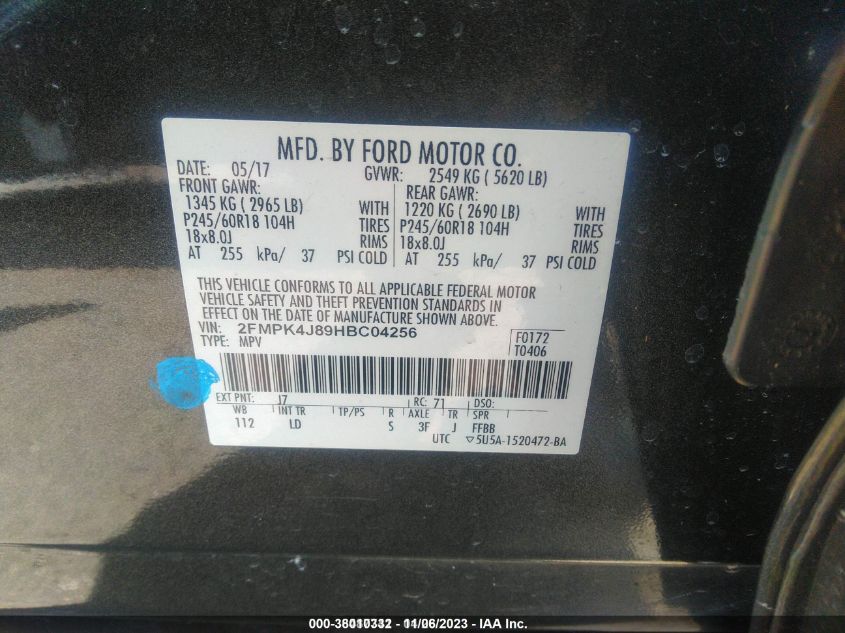 MFD. BY FORD MOTOR CO.
DATE: 05/17 GVWR: 2549 KG ( 5620 LB)
FRONT GAWR: REAR GAWR:
1345 KG ( 2965 LB) WITH 1220 KG ( 2690 LB) WITH
P245/60R18 104H TIRES P245/60R18 104H TIRES
18x8.0J RIMS 18x8.0J RIMS
AT 255 kPa/ 37 PSI COLD AT 255 kPa/ 37 PSI COLD
THIS VEHICLE CONFORMS TO ALL APPLICABLE FEDERAL MOTOR
VEHICLE SAFETY AND THEFT PREVENTION STANDARDS IN
EFFECT ON THE DATE OF MANUFACTURE SHOWN ABOVE.
VIN: 2FMPK4J89HBC04256
TYPE: MPV
F0172
T0406
EXT PNT: J7 RC: 71 DSO:
WB INT TR TP/PS R AXLE TR SPR
112 LD S 3F J FFBB
UTC ▽5U5A-1520472-BA
- IAA Inc.